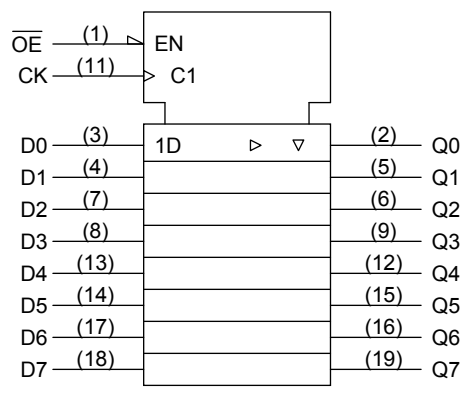 O͞E͞ (1) EN
CK (11) C1
D0 (3) 1D (2) Q0
D1 (4) (5) Q1
D2 (7) (6) Q2
D3 (8) (9) Q3
D4 (13) (12) Q4
D5 (14) (15) Q5
D6 (17) (16) Q6
D7 (18) (19) Q7